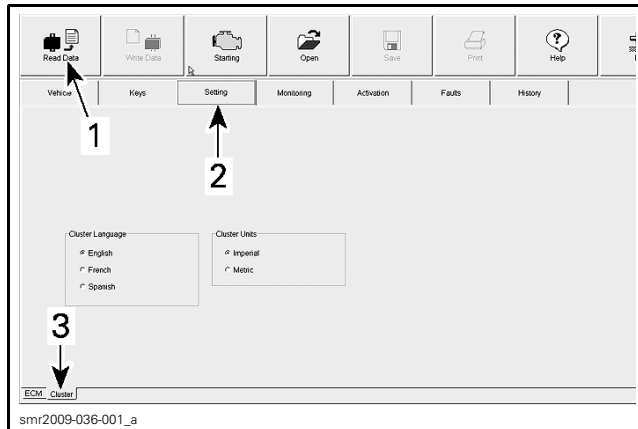 Read Data
Write Data
Starting
Open
Save
Print
Help
Vehicle
Keys
Setting
Monitoring
Activation
Faults
History
1
2
Cluster Language
English
French
Spanish
Cluster Units
Imperial
Metric
3
ECM Cluster
smr2009-036-001_a